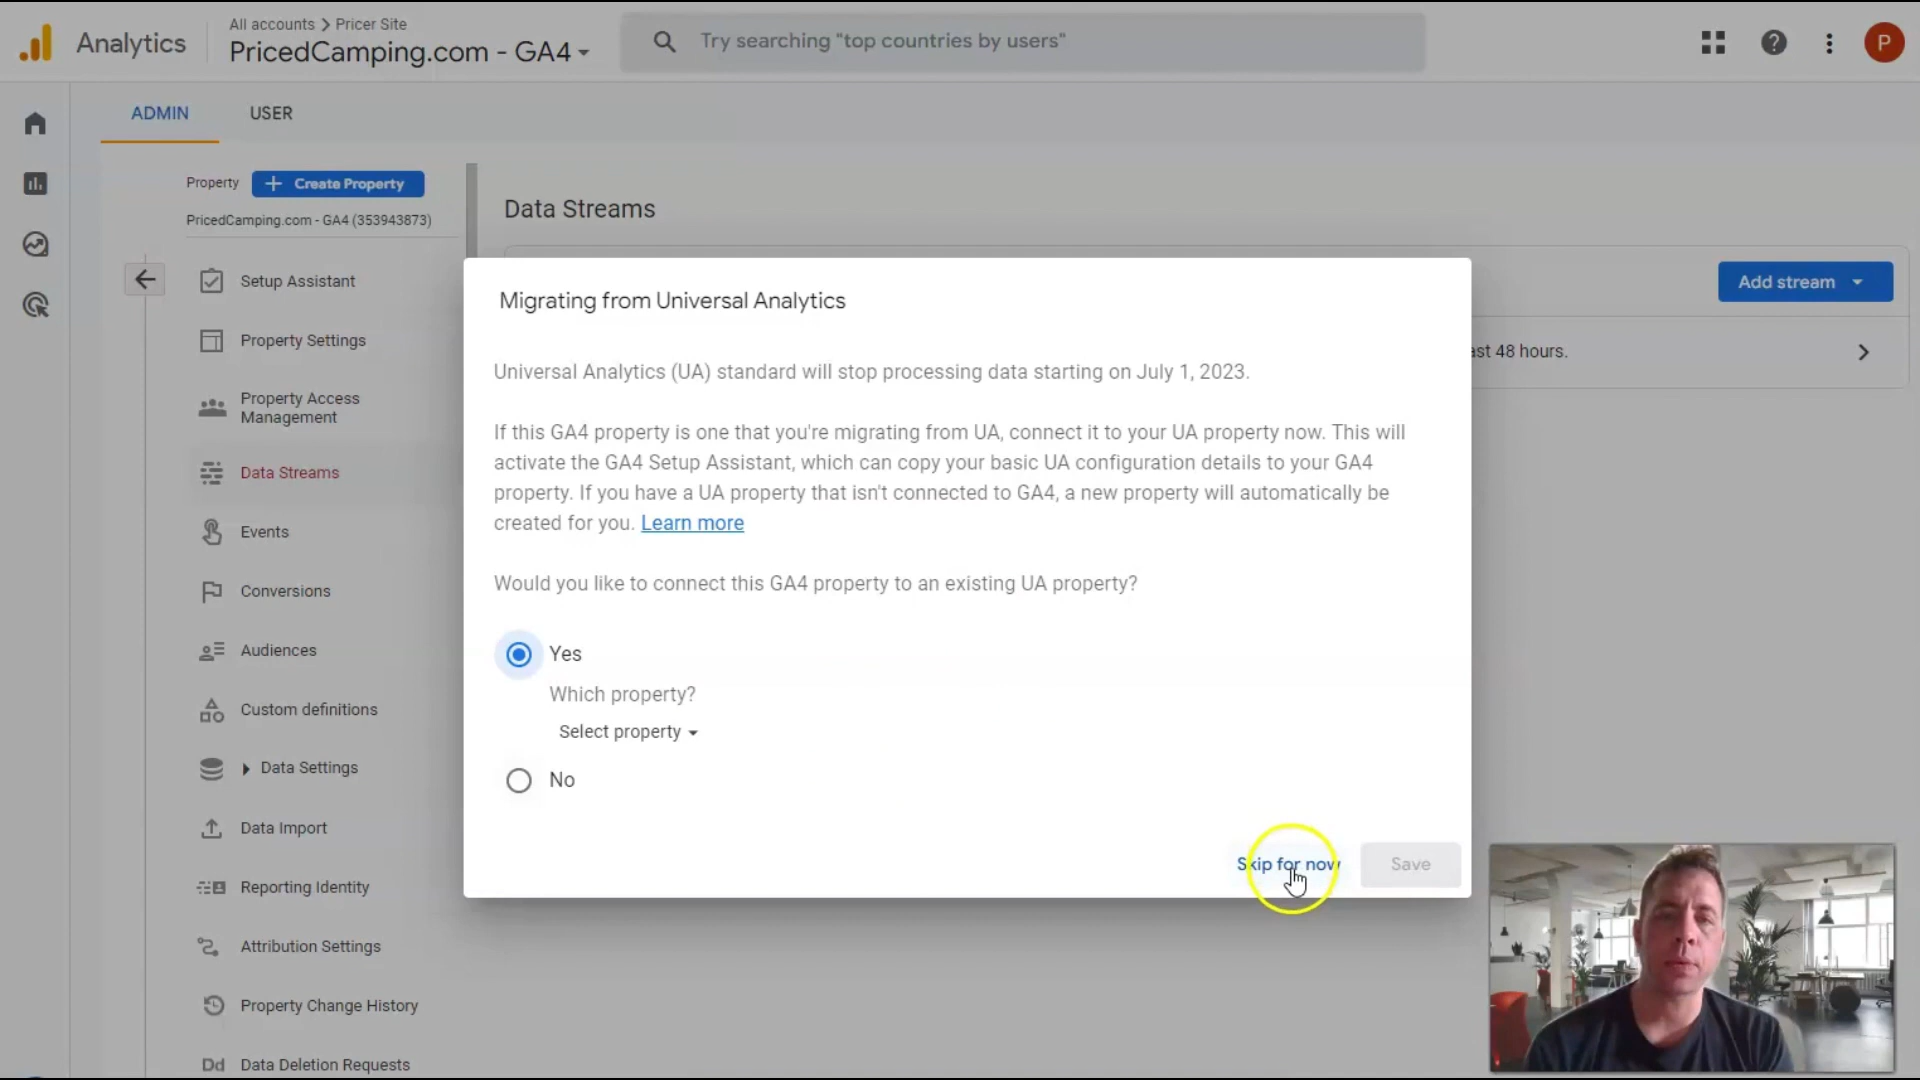 Analytics
All accounts > Pricer Site
PricedCamping.com - GA4
Try searching "top countries by users"
P
ADMIN
USER
Property
+ Create Property
PricedCamping.com - GA4 (353943873)
Setup Assistant
Property Settings
Property Access
Management
Data Streams
Events
Conversions
Audiences
Custom definitions
Data Settings
Data Import
Reporting Identity
Attribution Settings
Property Change History
Dd Data Deletion Requests
Data Streams
Add stream
ast 48 hours.
Migrating from Universal Analytics
Universal Analytics (UA) standard will stop processing data starting on July 1, 2023.
If this GA4 property is one that you're migrating from UA, connect it to your UA property now. This will
activate the GA4 Setup Assistant, which can copy your basic UA configuration details to your GA4
property. If you have a UA property that isn't connected to GA4, a new property will automatically be
created for you. Learn more
Would you like to connect this GA4 property to an existing UA property?
Yes
Which property?
Select property
No
Skip for now
Save